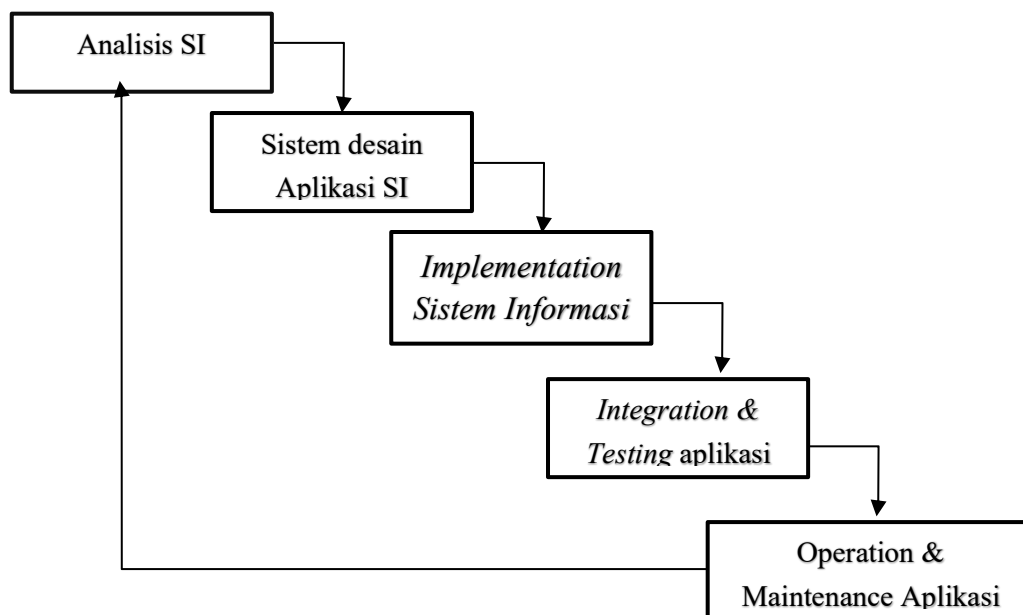 Analisis SI
Sistem desain
Aplikasi SI
Implementation
Sistem Informasi
Integration &
Testing aplikasi
Operation &
Maintenance Aplikasi